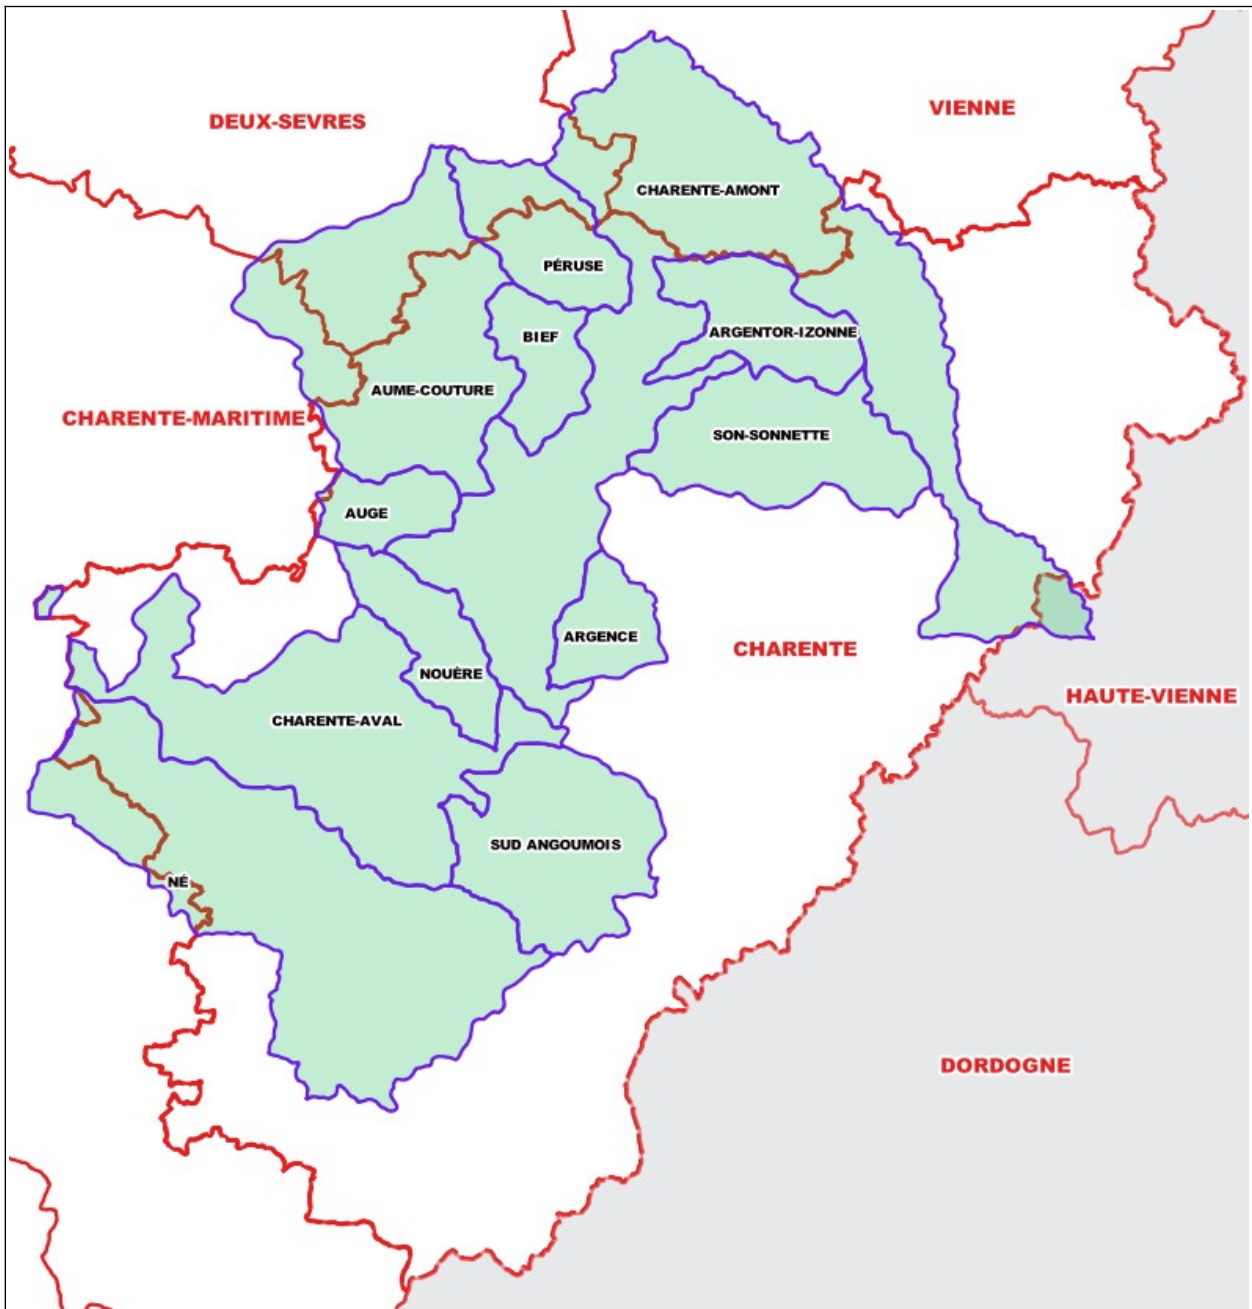 VIENNE
DEUX-SEVRES
CHARENTE-AMONT
PÉRUSE
ARGENTOR-IZONNE
BIEF
AUME-COUTURE
CHARENTE-MARITIME
SON-SONNETTE
AUGE
ARGENCE
CHARENTE
NOUÈRE
HAUTE-VIENNE
CHARENTE-AVAL
SUD ANGOUMOIS
NÉ
DORDOGNE